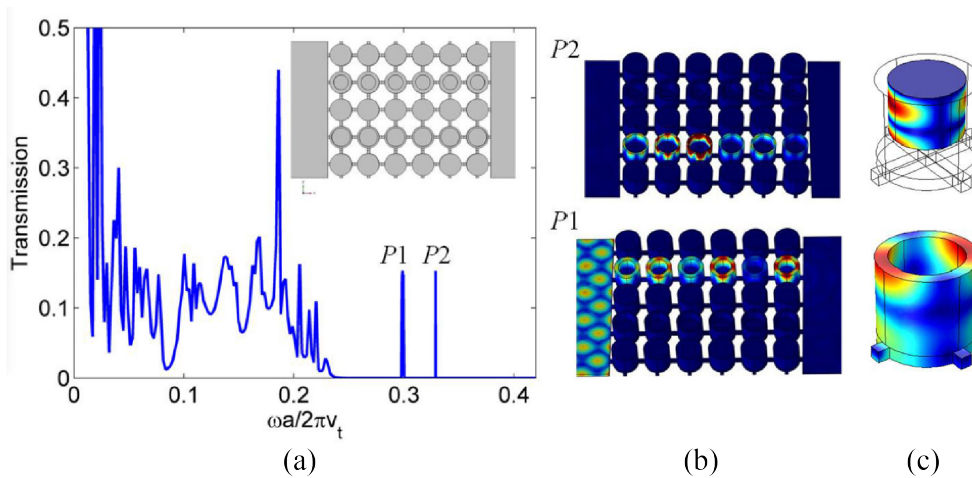 0.5
0.4
0.3
0.2
0.1
0
Transmission
P1 P2
0 0.1 0.2 0.3 0.4
ωa/2πvₜ
(a)
P2
P1
(b)
(c)